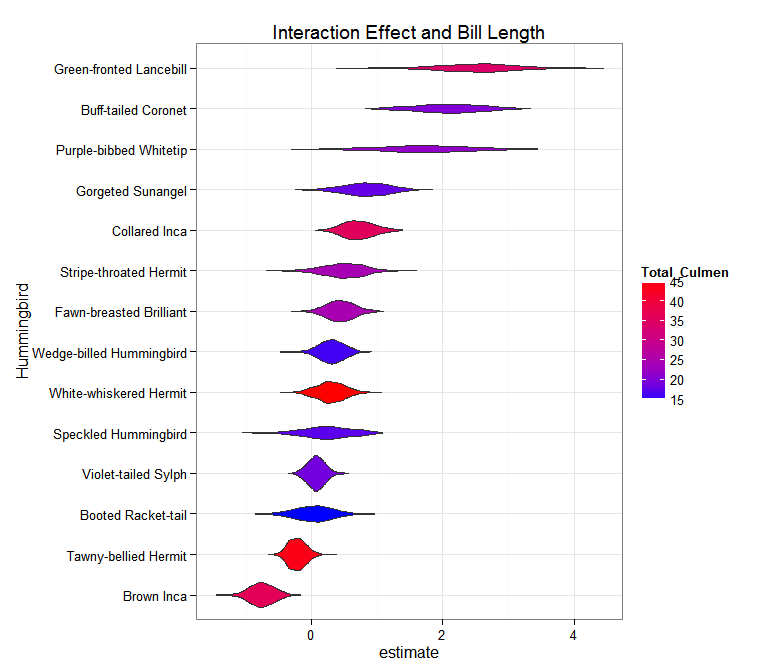 Interaction Effect and Bill Length
Hummingbird
Green-fronted Lancebill
Buff-tailed Coronet
Purple-bibbed Whitetip
Gorgeted Sunangel
Collared Inca
Stripe-throated Hermit
Fawn-breasted Brilliant
Wedge-billed Hummingbird
White-whiskered Hermit
Speckled Hummingbird
Violet-tailed Sylph
Booted Racket-tail
Tawny-bellied Hermit
Brown Inca
0 2 4
estimate
Total_Culmen
45
40
35
30
25
20
15